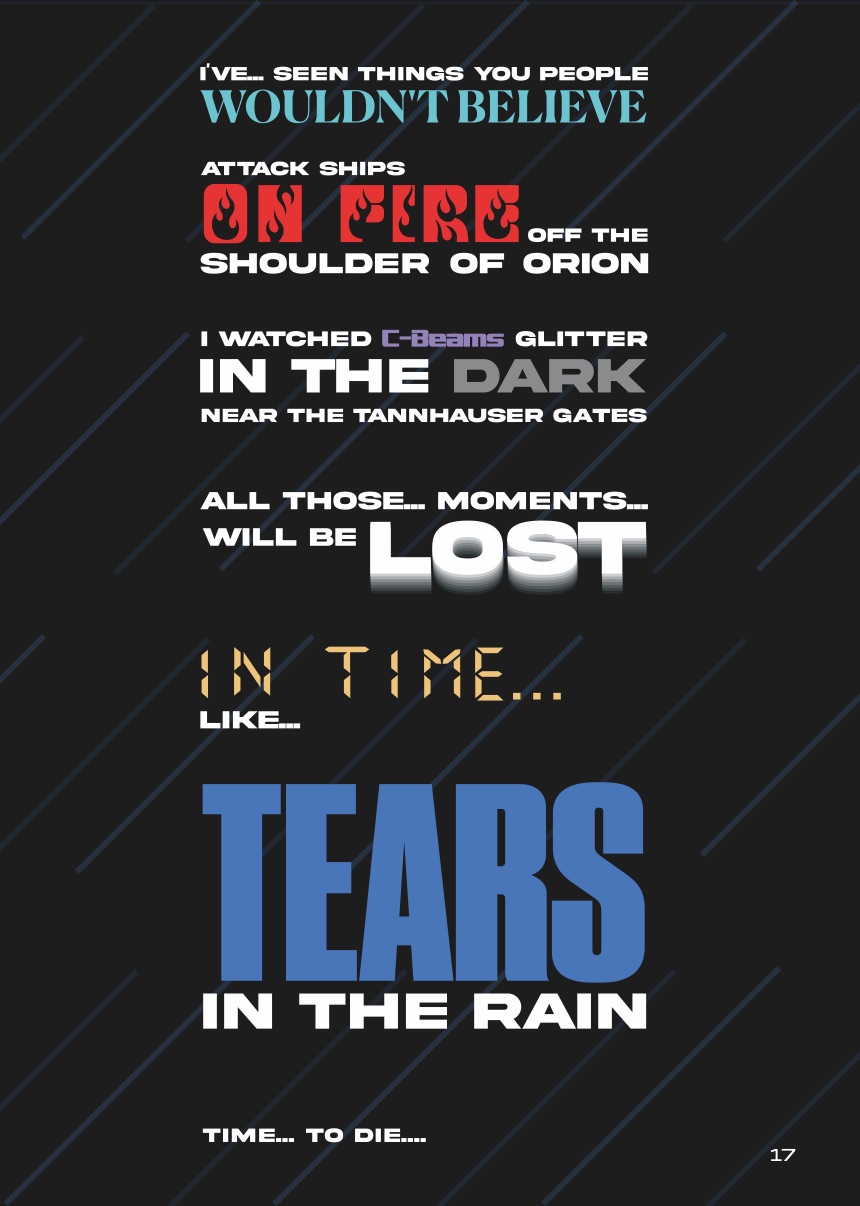 I'VE... SEEN THINGS YOU PEOPLE
WOULDN'T BELIEVE
ATTACK SHIPS
ON FIRE OFF THE
SHOULDER OF ORION
I WATCHED C-Beams GLITTER
IN THE DARK
NEAR THE TANNHAUSER GATES
ALL THOSE... MOMENTS...
WILL BE LOST
IN TIME...
LIKE...
TEARS
IN THE RAIN
TIME... TO DIE....
17